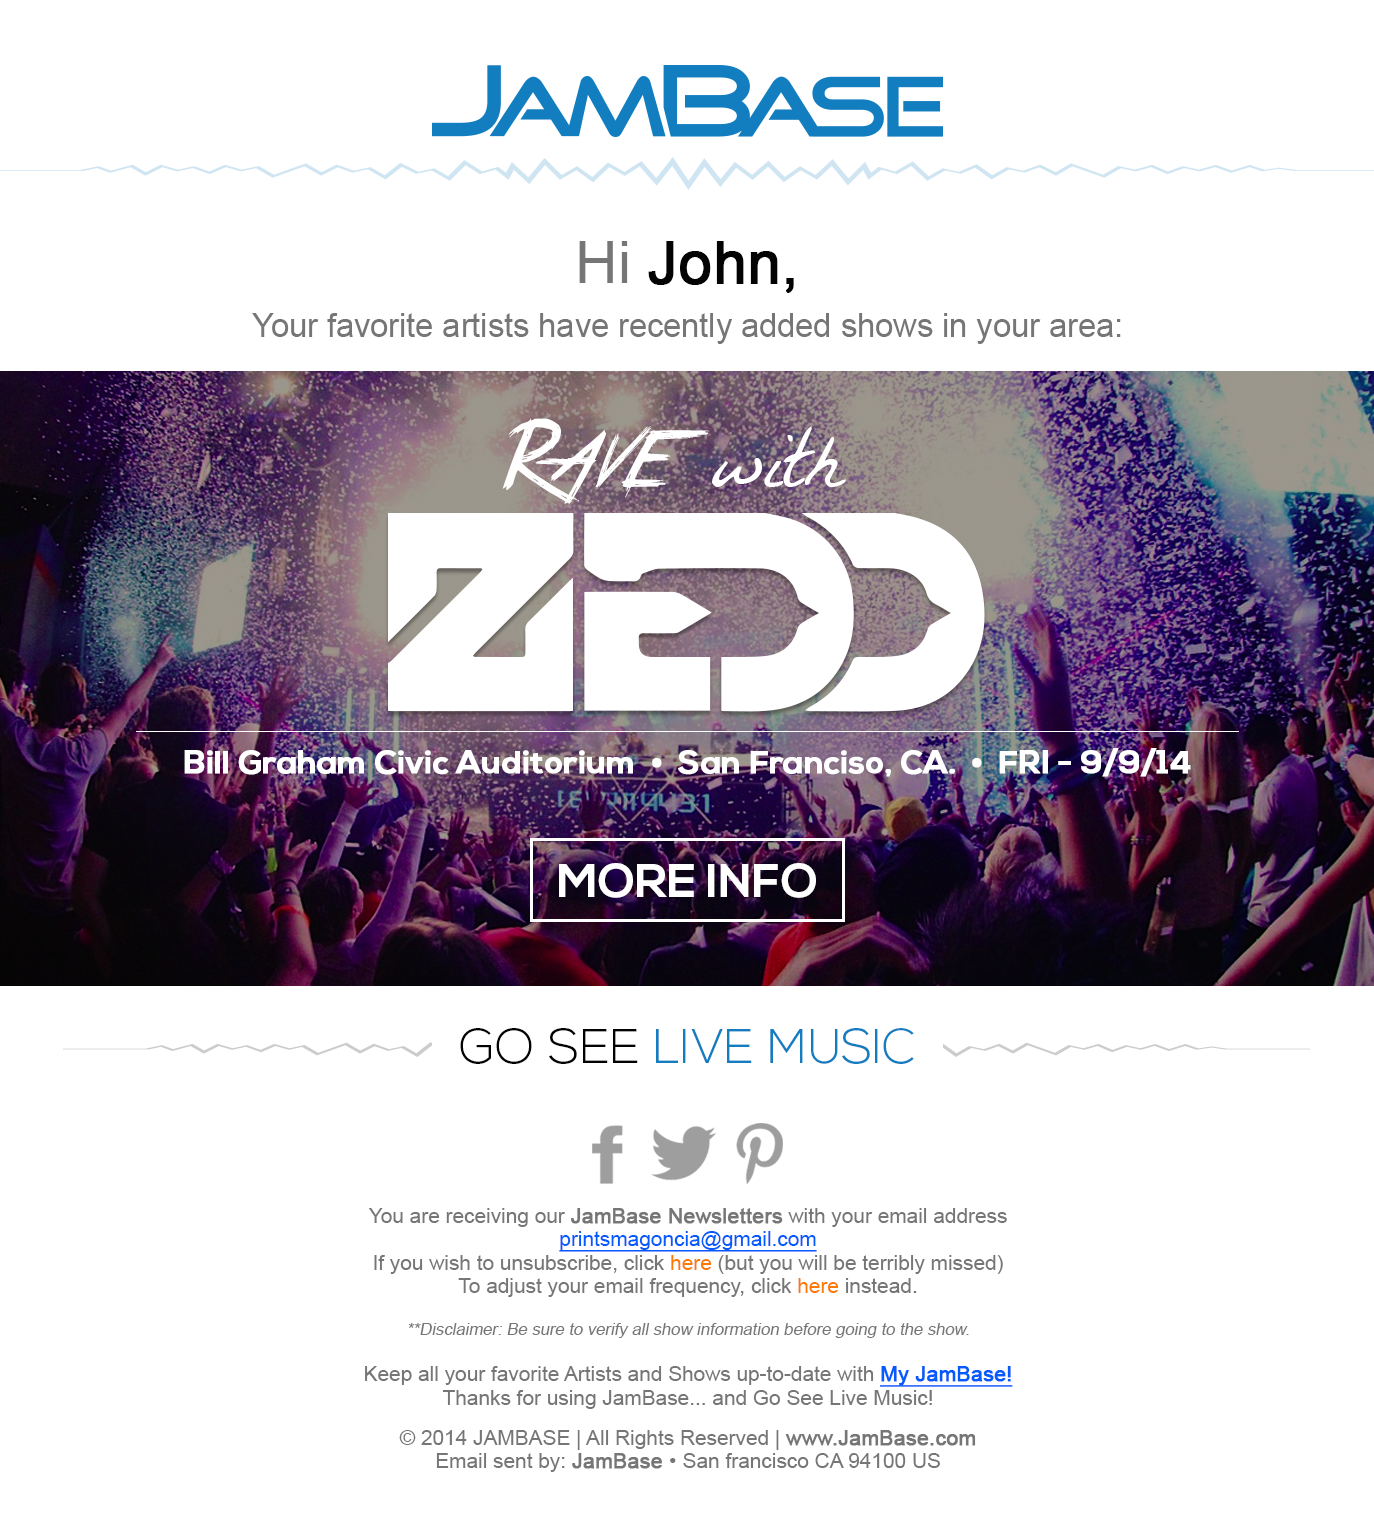 JAMBASE
Hi John,
Your favorite artists have recently added shows in your area:
RAVE with
ZEDD
Bill Graham Civic Auditorium • San Franciso, CA. • FRI - 9/9/14
MORE INFO
GO SEE LIVE MUSIC
You are receiving our JamBase Newsletters with your email address
printsmagoncia@gmail.com
If you wish to unsubscribe, click here (but you will be terribly missed)
To adjust your email frequency, click here instead.
**Disclaimer: Be sure to verify all show information before going to the show.
Keep all your favorite Artists and Shows up-to-date with My JamBase!
Thanks for using JamBase... and Go See Live Music!
© 2014 JAMBASE | All Rights Reserved | www.JamBase.com
Email sent by: JamBase • San francisco CA 94100 US